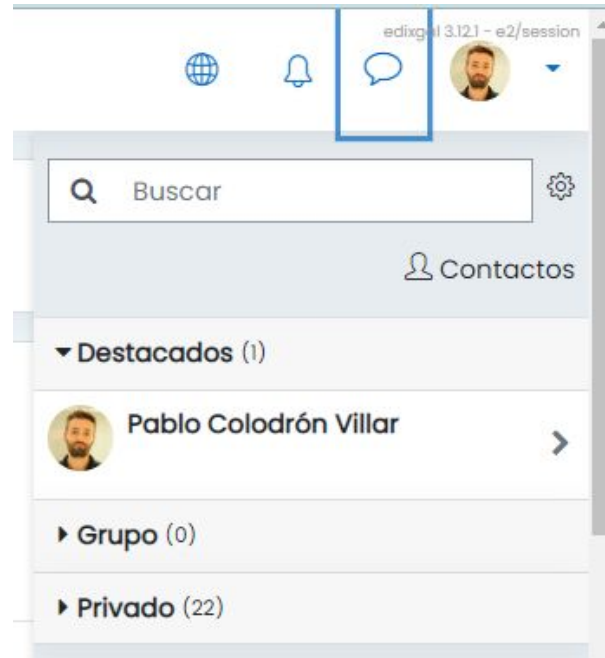 edixgal 3.12.1 - e2/session
Buscar
Contactos
Destacados (1)
Pablo Colodrón Villar
Grupo (0)
Privado (22)